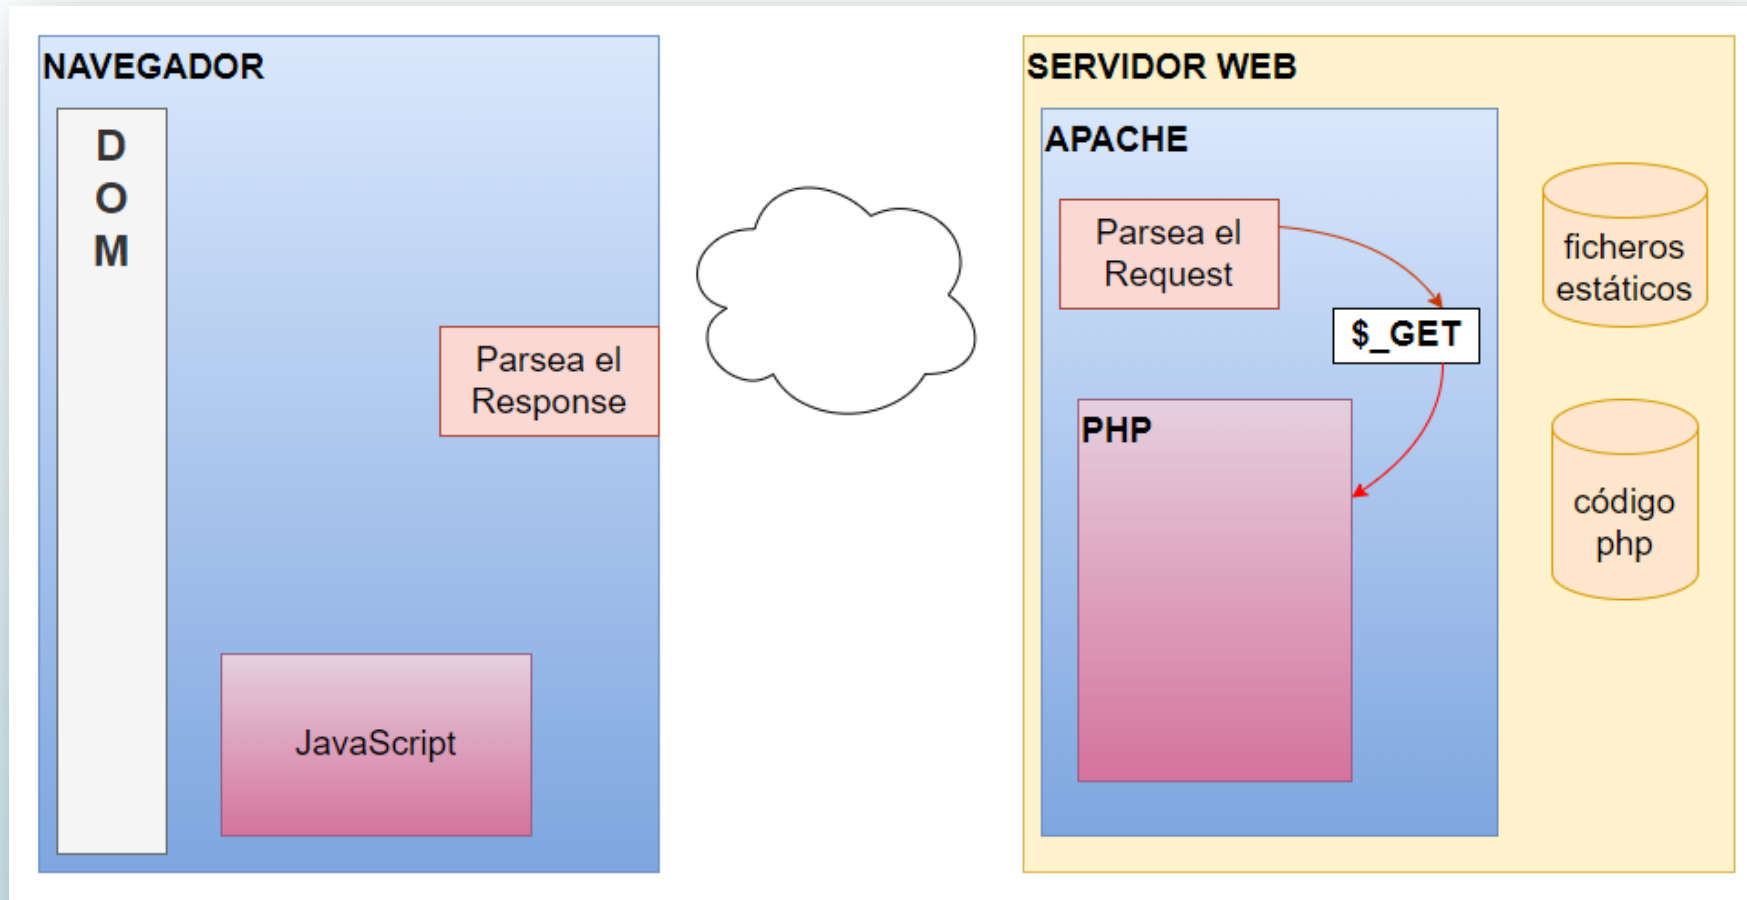 NAVEGADOR
D
O
M
Parsea el
Response
JavaScript
SERVIDOR WEB
APACHE
Parsea el
Request
$_GET
PHP
ficheros
estáticos
código
php